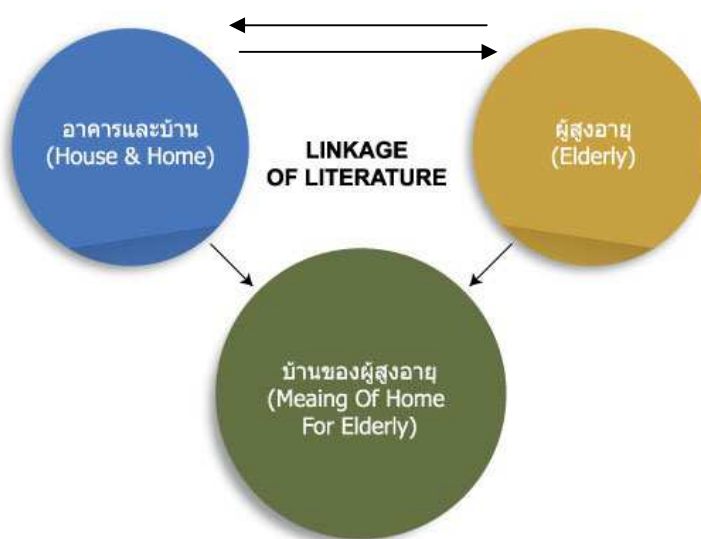 อาคารและบ้าน
(House & Home)
LINKAGE
OF LITERATURE
ผู้สูงอายุ
(Elderly)
บ้านของผู้สูงอายุ
(Meaing Of Home
For Elderly)